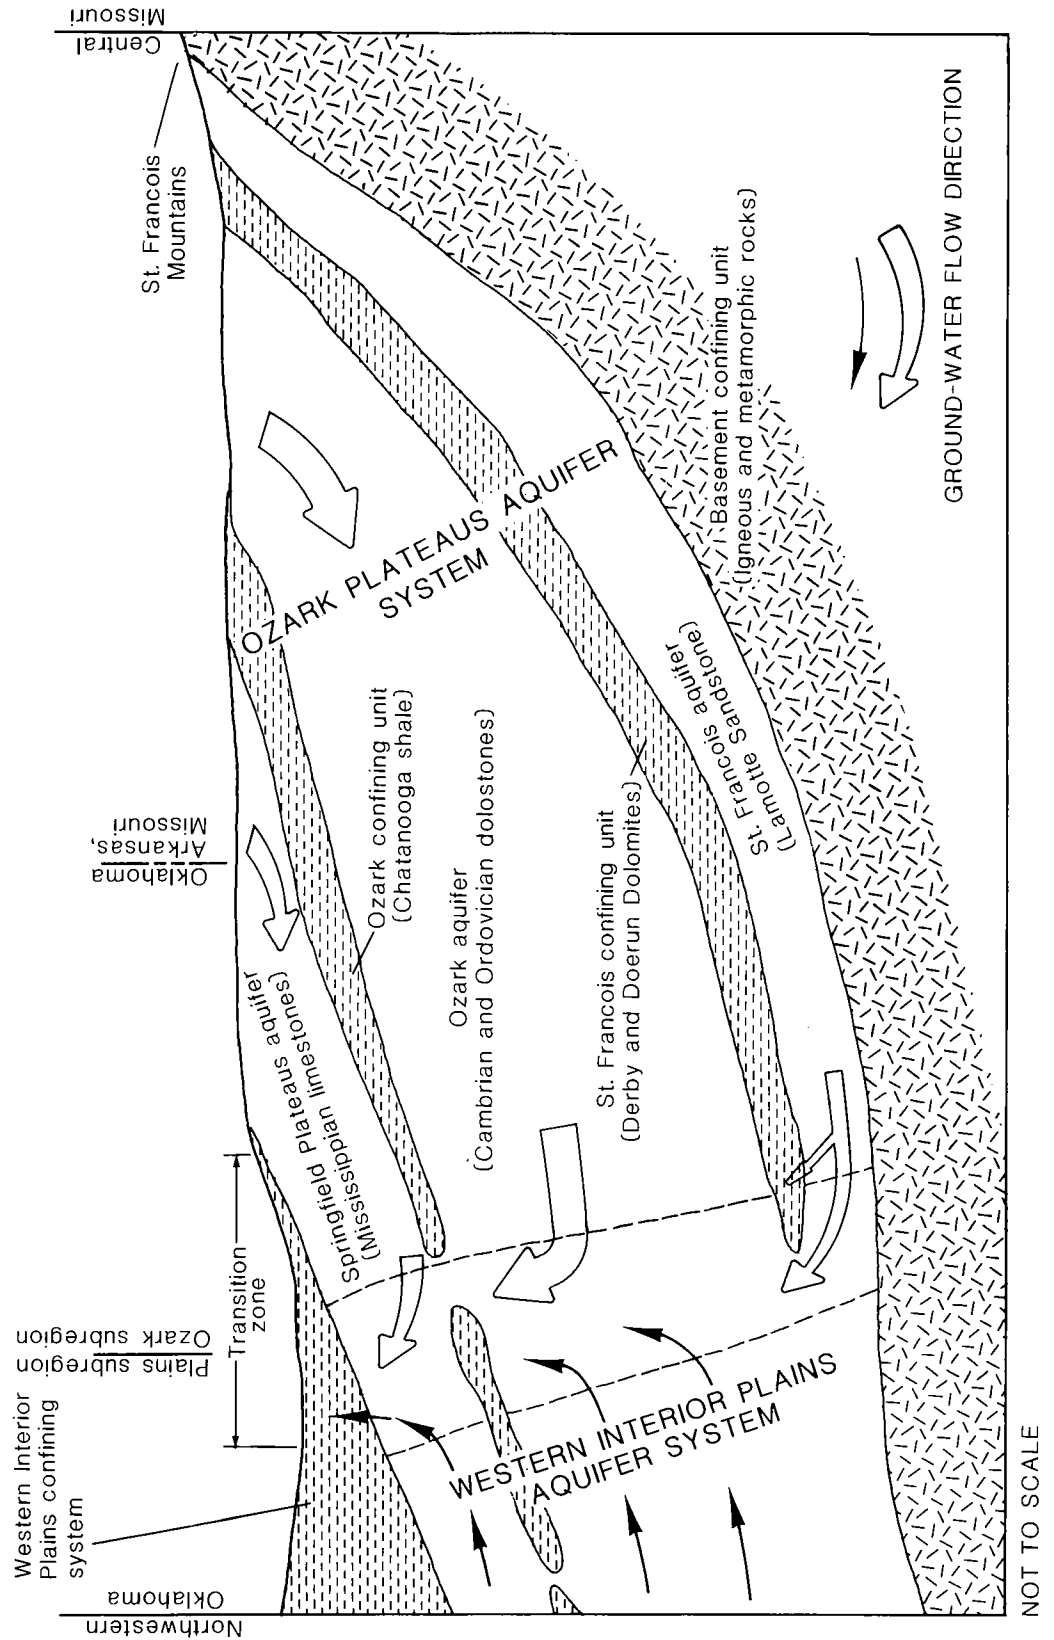 Central
Missouri
St. Francois
Mountains
Oklahoma
Arkansas,
Missouri
Plains subregion
Ozark subregion
Transition
zone
Western Interior
Plains confining
system
Northwestern
Oklahoma
OZARK PLATEAUS AQUIFER
SYSTEM
Ozark confining unit
(Chatanooga shale)
Springfield Plateaus aquifer
(Mississippian limestones)
Ozark aquifer
(Cambrian and Ordovician dolostones)
St. Francois confining unit
(Derby and Doerun Dolomites)
St. Francois aquifer
(Lamotte Sandstone)
Basement confining unit
(Igneous and metamorphic rocks)
WESTERN INTERIOR PLAINS
AQUIFER SYSTEM
GROUND-WATER FLOW DIRECTION
NOT TO SCALE